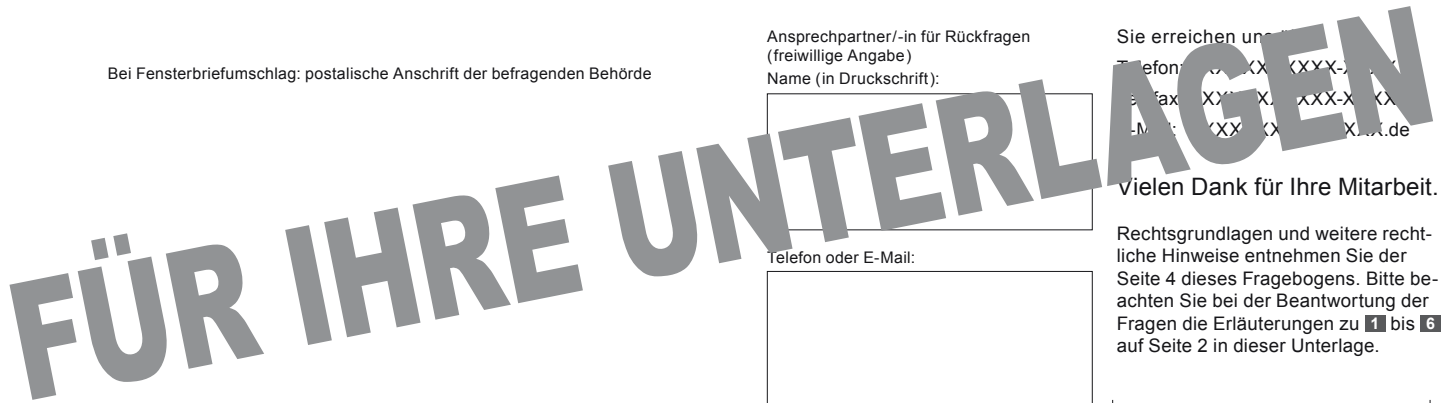 Bei Fensterbriefumschlag: postalische Anschrift der befragenden Behörde
Ansprechpartner/-in für Rückfragen
(freiwillige Angabe)
Name (in Druckschrift):
Telefon oder E-Mail:
Sie erreichen
Vielen Dank für Ihre Mitarbeit.
Rechtsgrundlagen und weitere recht-
liche Hinweise entnehmen Sie der
Seite 4 dieses Fragebogens. Bitte be-
achten Sie bei der Beantwortung der
Fragen die Erläuterungen zu 1 bis 6
auf Seite 2 in dieser Unterlage.
FÜR IHRE UNTERLAGEN